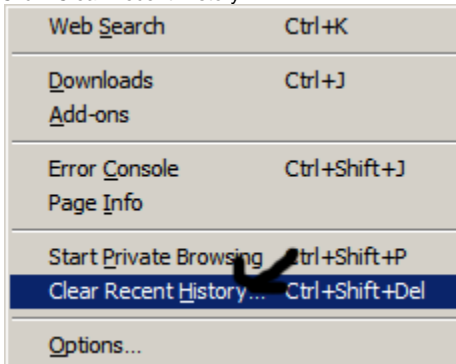 Web Search Ctrl+K
Downloads Ctrl+J
Add-ons
Error Console Ctrl+Shift+J
Page Info
Start Private Browsing Ctrl+Shift+P
Clear Recent History... Ctrl+Shift+Del
Options...